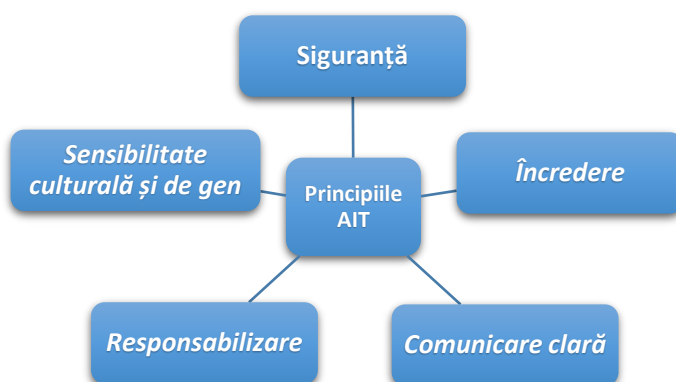 Siguranță
Sensibilitate
culturală și de gen
Încredere
Principiile
AIT
Responsabilizare
Comunicare clară